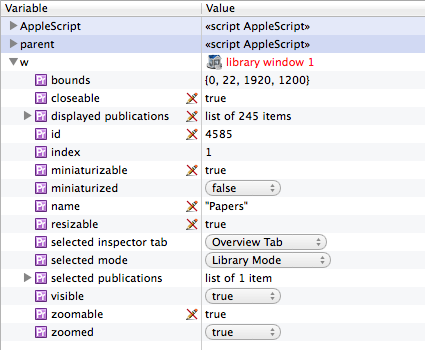 Variable Value
AppleScript «script AppleScript»
parent «script AppleScript»
w library window 1
bounds {0, 22, 1920, 1200}
closeable true
displayed publications list of 245 items
id 4585
index 1
miniaturizable true
miniaturized false
name "Papers"
resizable true
selected inspector tab Overview Tab
selected mode Library Mode
selected publications list of 1 item
visible true
zoomable true
zoomed true